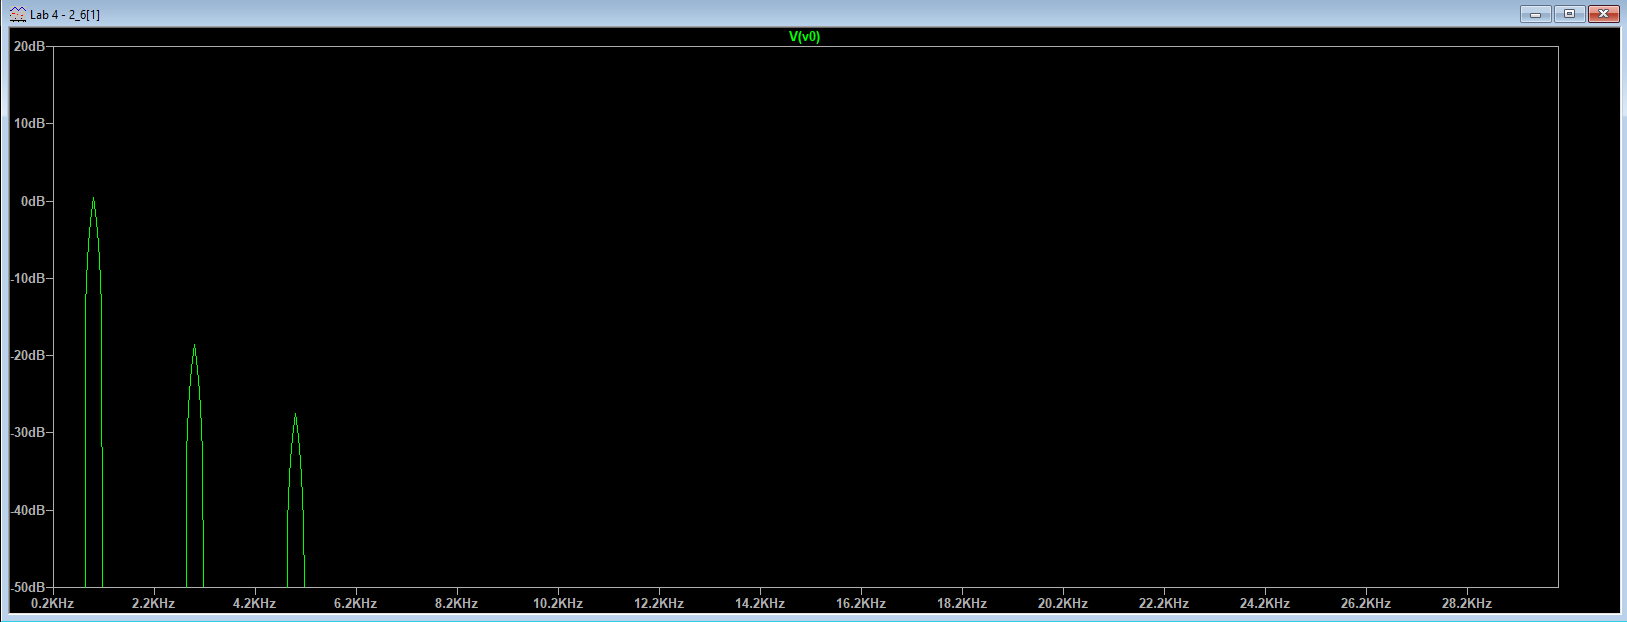 Lab 4 - 2_6[1]
V(v0)
20dB
10dB
0dB
-10dB
-20dB
-30dB
-40dB
-50dB
0.2KHz 2.2KHz 4.2KHz 6.2KHz 8.2KHz 10.2KHz 12.2KHz 14.2KHz 16.2KHz 18.2KHz 20.2KHz 22.2KHz 24.2KHz 26.2KHz 28.2KHz